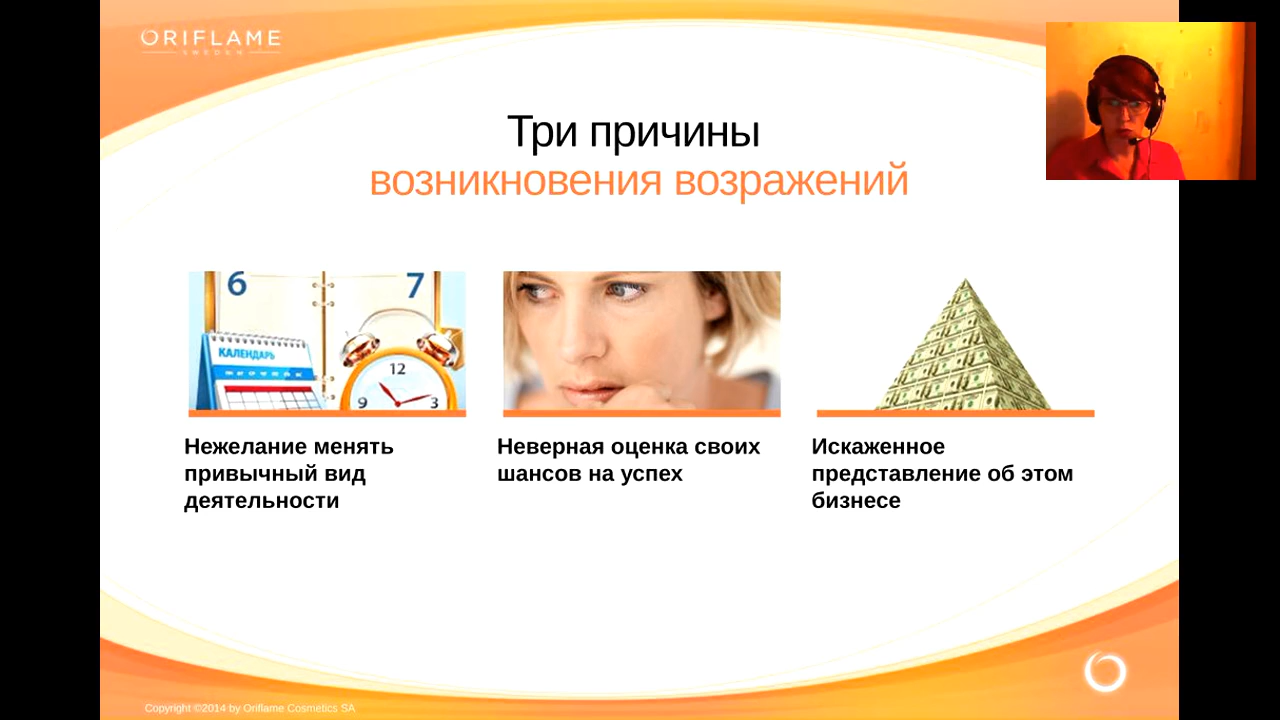 ORIFLAME
SWEDEN
Три причины
возникновения возражений
6
7
КАЛЕНДАРЬ
12
9
3
Нежелание менять
привычный вид
деятельности
Неверная оценка своих
шансов на успех
Искаженное
представление об этом
бизнесе
Copyright ©2014 by Oriflame Cosmetics SA